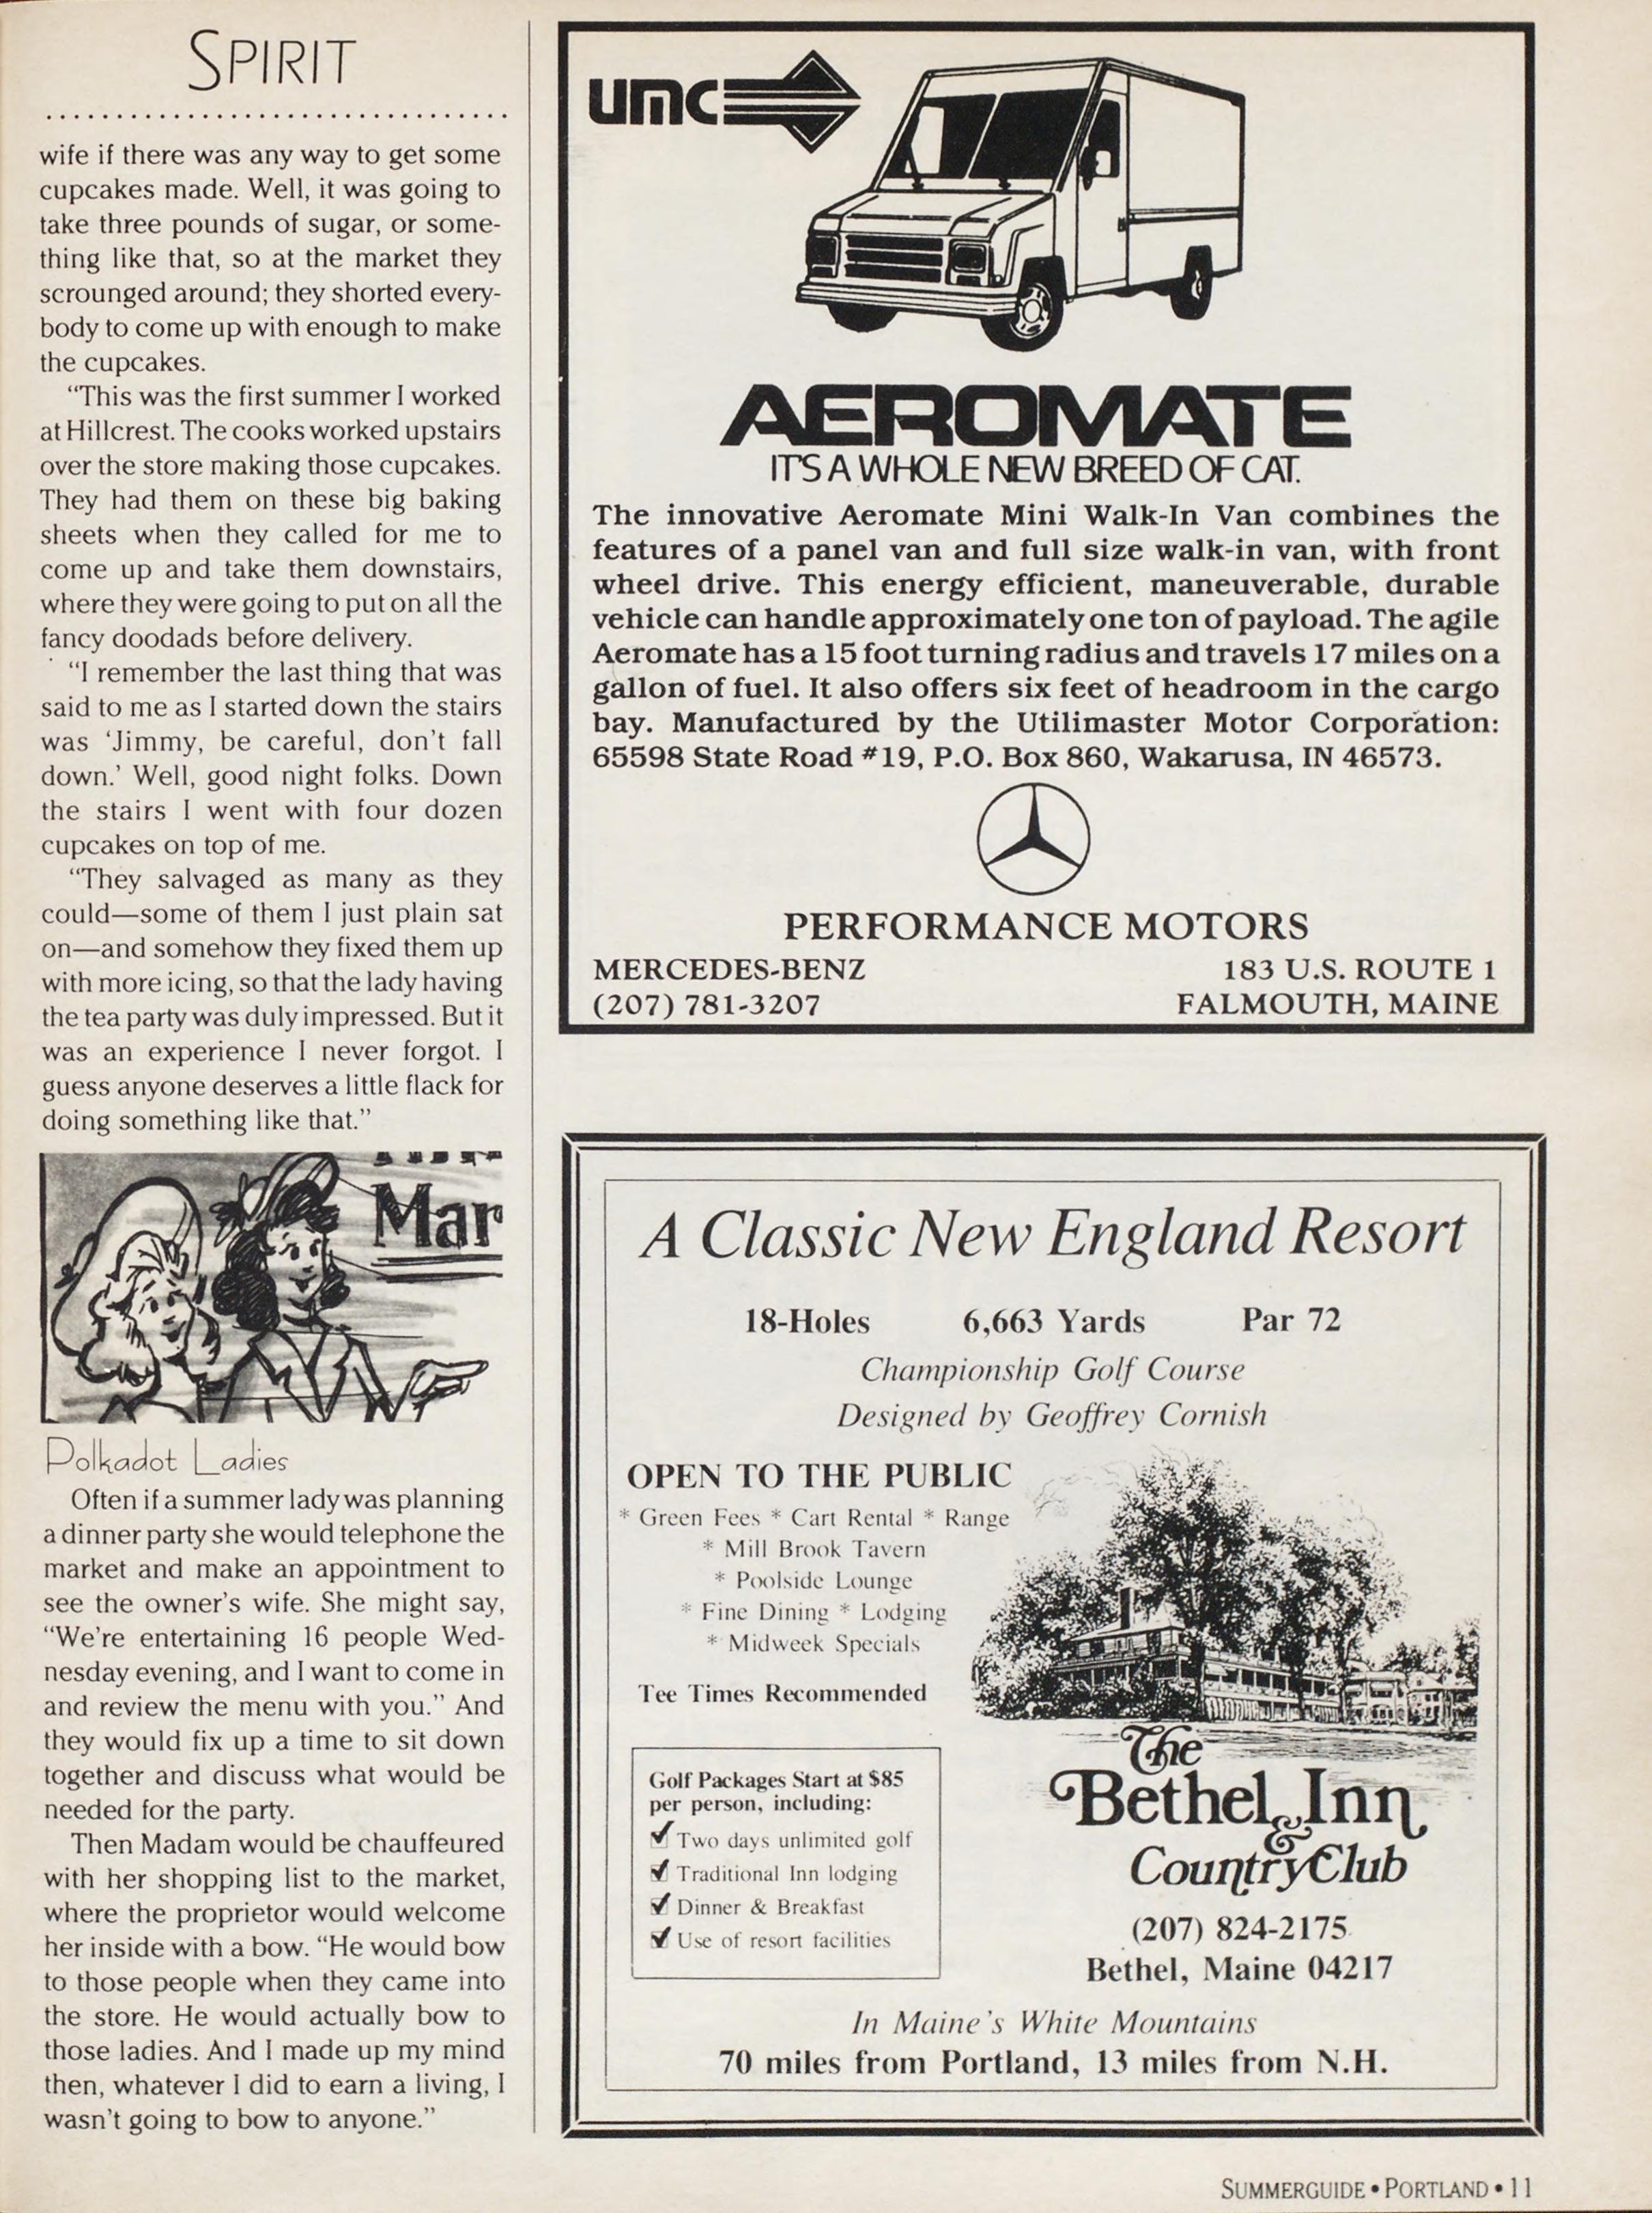 SPIRIT
wife if there was any way to get some
cupcakes made. Well, it was going to
take three pounds of sugar, or some-
thing like that, so at the market they
scrounged around; they shorted every-
body to come up with enough to make
the cupcakes.
“This was the first summer I worked
at Hillcrest. The cooks worked upstairs
over the store making those cupcakes.
They had them on these big baking
sheets when they called for me to
come up and take them downstairs,
where they were going to put on all the
fancy doodads before delivery.
“I remember the last thing that was
said to me as I started down the stairs
was ‘Jimmy, be careful, don’t fall
down.’ Well, good night folks. Down
the stairs I went with four dozen
cupcakes on top of me.
“They salvaged as many as they
could—some of them I just plain sat
on—and somehow they fixed them up
with more icing, so that the lady having
the tea party was duly impressed. But it
was an experience I never forgot. I
guess anyone deserves a little flack for
doing something like that.”
Mar
Polkadot Ladies
Often if a summer lady was planning
a dinner party she would telephone the
market and make an appointment to
see the owner’s wife. She might say,
“We’re entertaining 16 people Wed-
nesday evening, and I want to come in
and review the menu with you.” And
they would fix up a time to sit down
together and discuss what would be
needed for the party.
Then Madam would be chauffeured
with her shopping list to the market,
where the proprietor would welcome
her inside with a bow. “He would bow
to those people when they came into
the store. He would actually bow to
those ladies. And I made up my mind
then, whatever I did to earn a living, I
wasn’t going to bow to anyone.”
umc
AEROMATE
IT'S A WHOLE NEW BREED OF CAT.
The innovative Aeromate Mini Walk-In Van combines the
features of a panel van and full size walk-in van, with front
wheel drive. This energy efficient, maneuverable, durable
vehicle can handle approximately one ton of payload. The agile
Aeromate has a 15 foot turning radius and travels 17 miles on a
gallon of fuel. It also offers six feet of headroom in the cargo
bay. Manufactured by the Utilimaster Motor Corporation:
65598 State Road #19, P.O. Box 860, Wakarusa, IN 46573.
PERFORMANCE MOTORS
MERCEDES-BENZ 183 U.S. ROUTE 1
(207) 781-3207 FALMOUTH, MAINE
A Classic New England Resort
18-Holes 6,663 Yards Par 72
Championship Golf Course
Designed by Geoffrey Cornish
OPEN TO THE PUBLIC
* Green Fees * Cart Rental * Range
* Mill Brook Tavern
* Poolside Lounge
* Fine Dining * Lodging
* Midweek Specials
Tee Times Recommended
Golf Packages Start at $85
per person, including:
Two days unlimited golf
Traditional Inn lodging
Dinner & Breakfast
Use of resort facilities
The
Bethel Inn
&
Country Club
(207) 824-2175
Bethel, Maine 04217
In Maine's White Mountains
70 miles from Portland, 13 miles from N.H.
SUMMERGUIDE • PORTLAND • 11